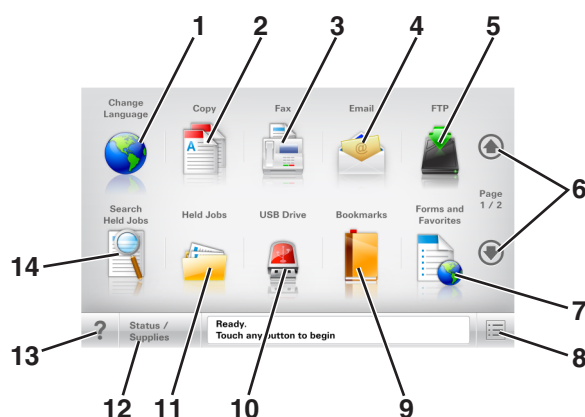 1 2 3 4 5
Change Language
Copy
Fax
Email
FTP
A
@
6
Page
1 / 2
Search
Held Jobs
Held Jobs
USB Drive
Bookmarks
Forms and
Favorites
14
7
?
Status /
Supplies
Ready.
Touch any button to begin
8
13
12
11
10
9